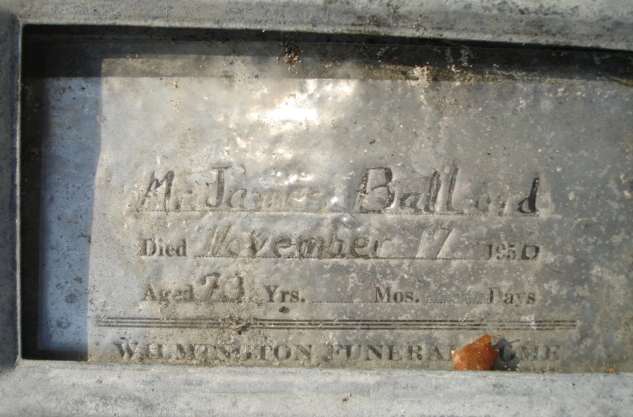 Mr. James Ballard
Died November 17 1950
Aged 73 Yrs. Mos. Days
WILMINGTON FUNERAL HOME